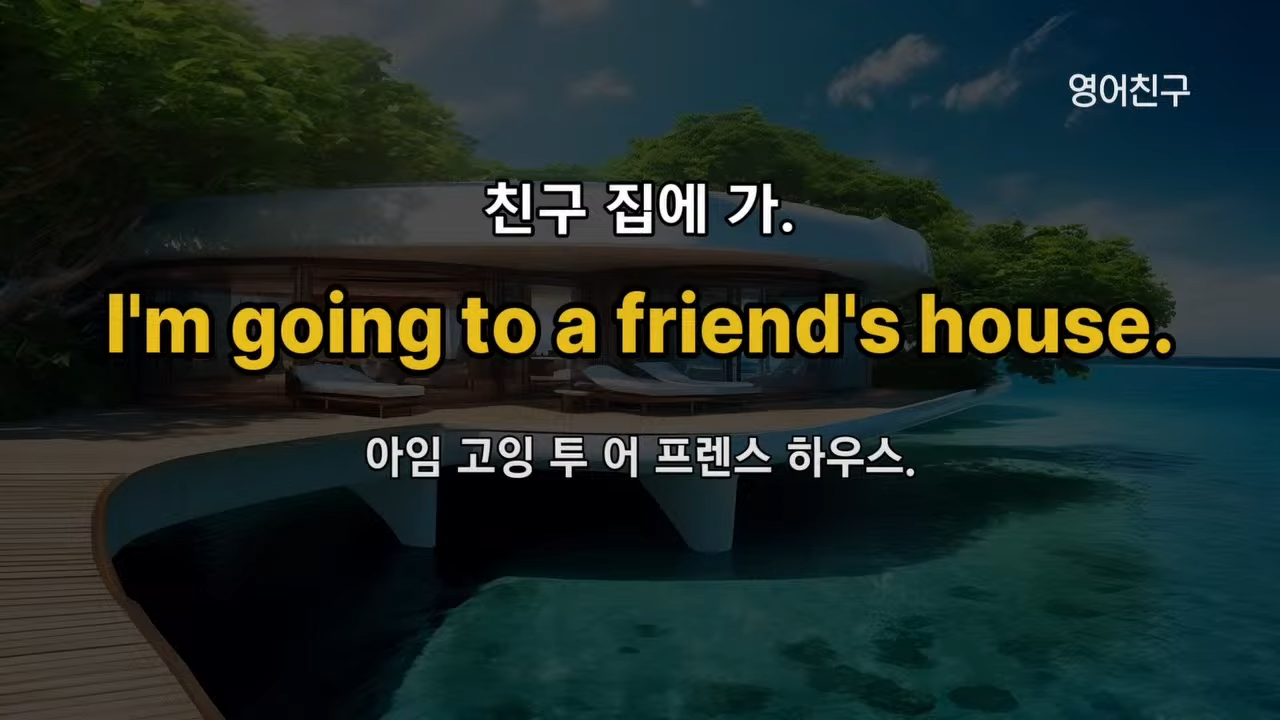 영어친구
친구 집에 가.
I'm going to a friend's house.
아임 고잉 투 어 프렌스 하우스.